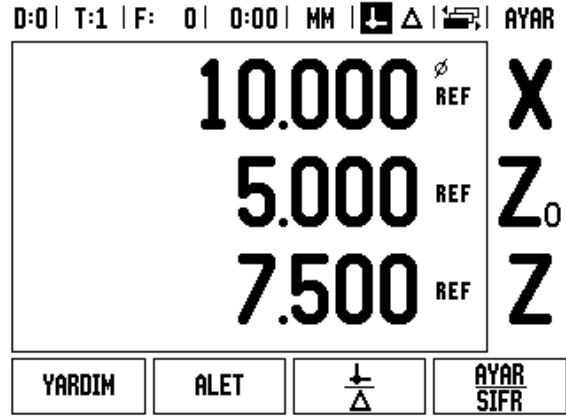 D:0 | T:1 | F: 0 | 0:00 | MM | Δ | | AYAR
10.000 ⌀ REF X
5.000 REF Z0
7.500 REF Z
YARDIM ALET Δ AYAR
SIFR